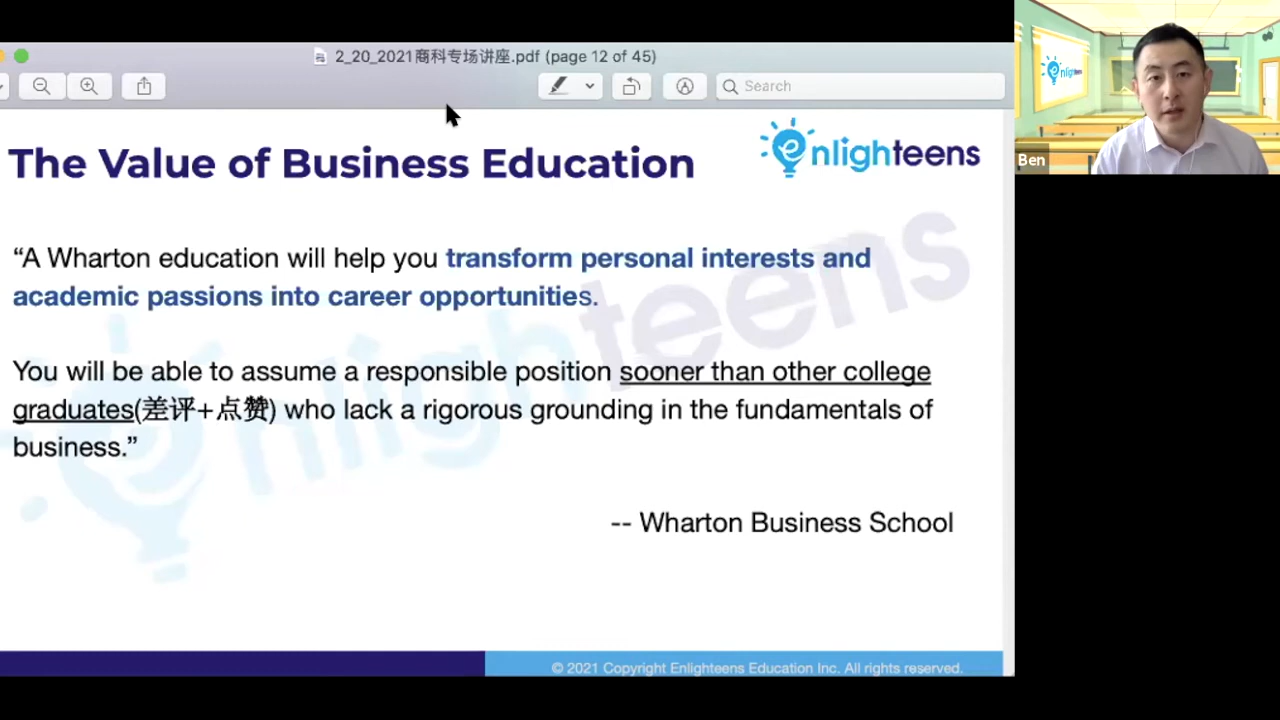 2_20_2021商科专场讲座.pdf (page 12 of 45)
Search
Ben
enlighteens
The Value of Business Education
enlighteens
“A Wharton education will help you transform personal interests and
academic passions into career opportunities.
You will be able to assume a responsible position sooner than other college
graduates(差评+点赞) who lack a rigorous grounding in the fundamentals of
business.”
-- Wharton Business School
enlighteens
© 2021 Copyright Enlighteens Education Inc. All rights reserved.